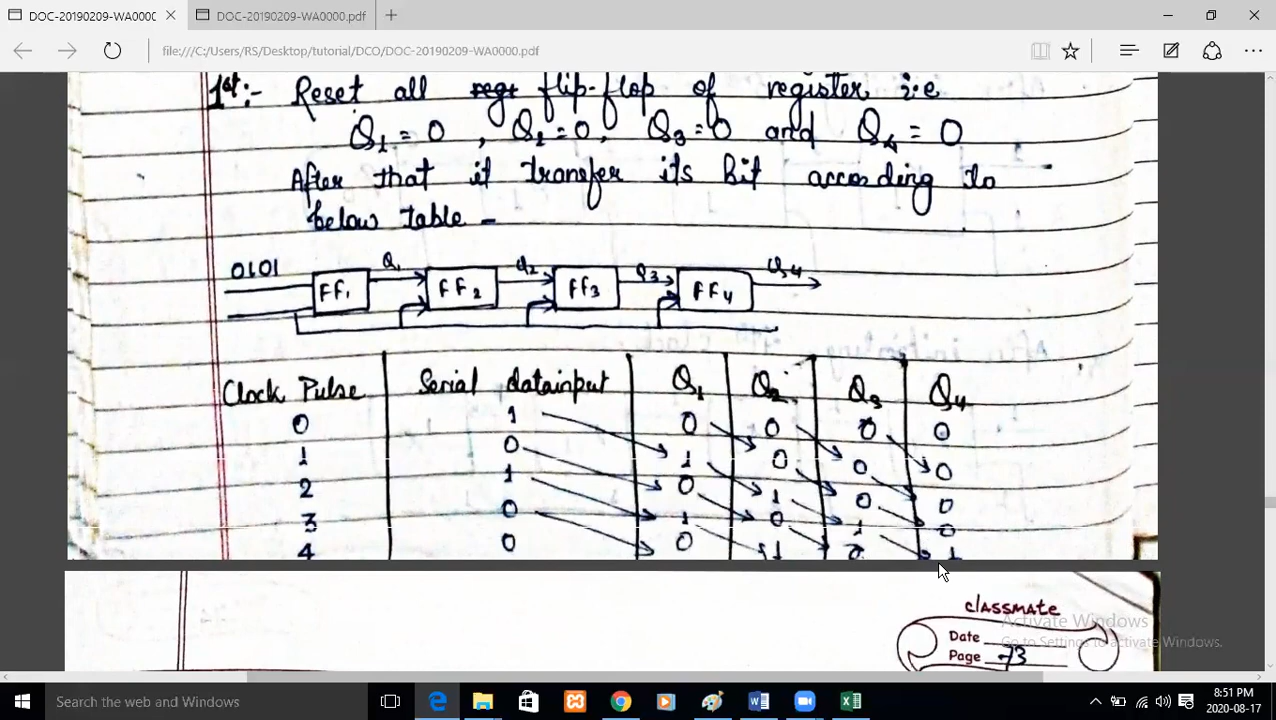 DOC-20190209-WA0000 DOC-20190209-WA0000.pdf
file:///C:/Users/RS/Desktop/tutorial/DCO/DOC-20190209-WA0000.pdf
1st:- Reset all flip-flop of register i.e
Q1 = 0 , Q2 = 0, Q3 = 0 and Q4 = 0
After that it transfer its Bit according to
below table -
0101 Q1 Q2 Q3 Q4
FF1 FF2 FF3 FF4
Clock Pulse Serial datainput Q1 Q2 Q3 Q4
0 1 0 0 0 0
1 0 1 0 0 0
2 1 0 1 0 0
3 0 1 0 1 0
4 0 0 1 0 1
classmate
Date
Page 73
Activate Windows
Go to Settings to activate Windows.
Search the web and Windows
8:51 PM
2020-08-17